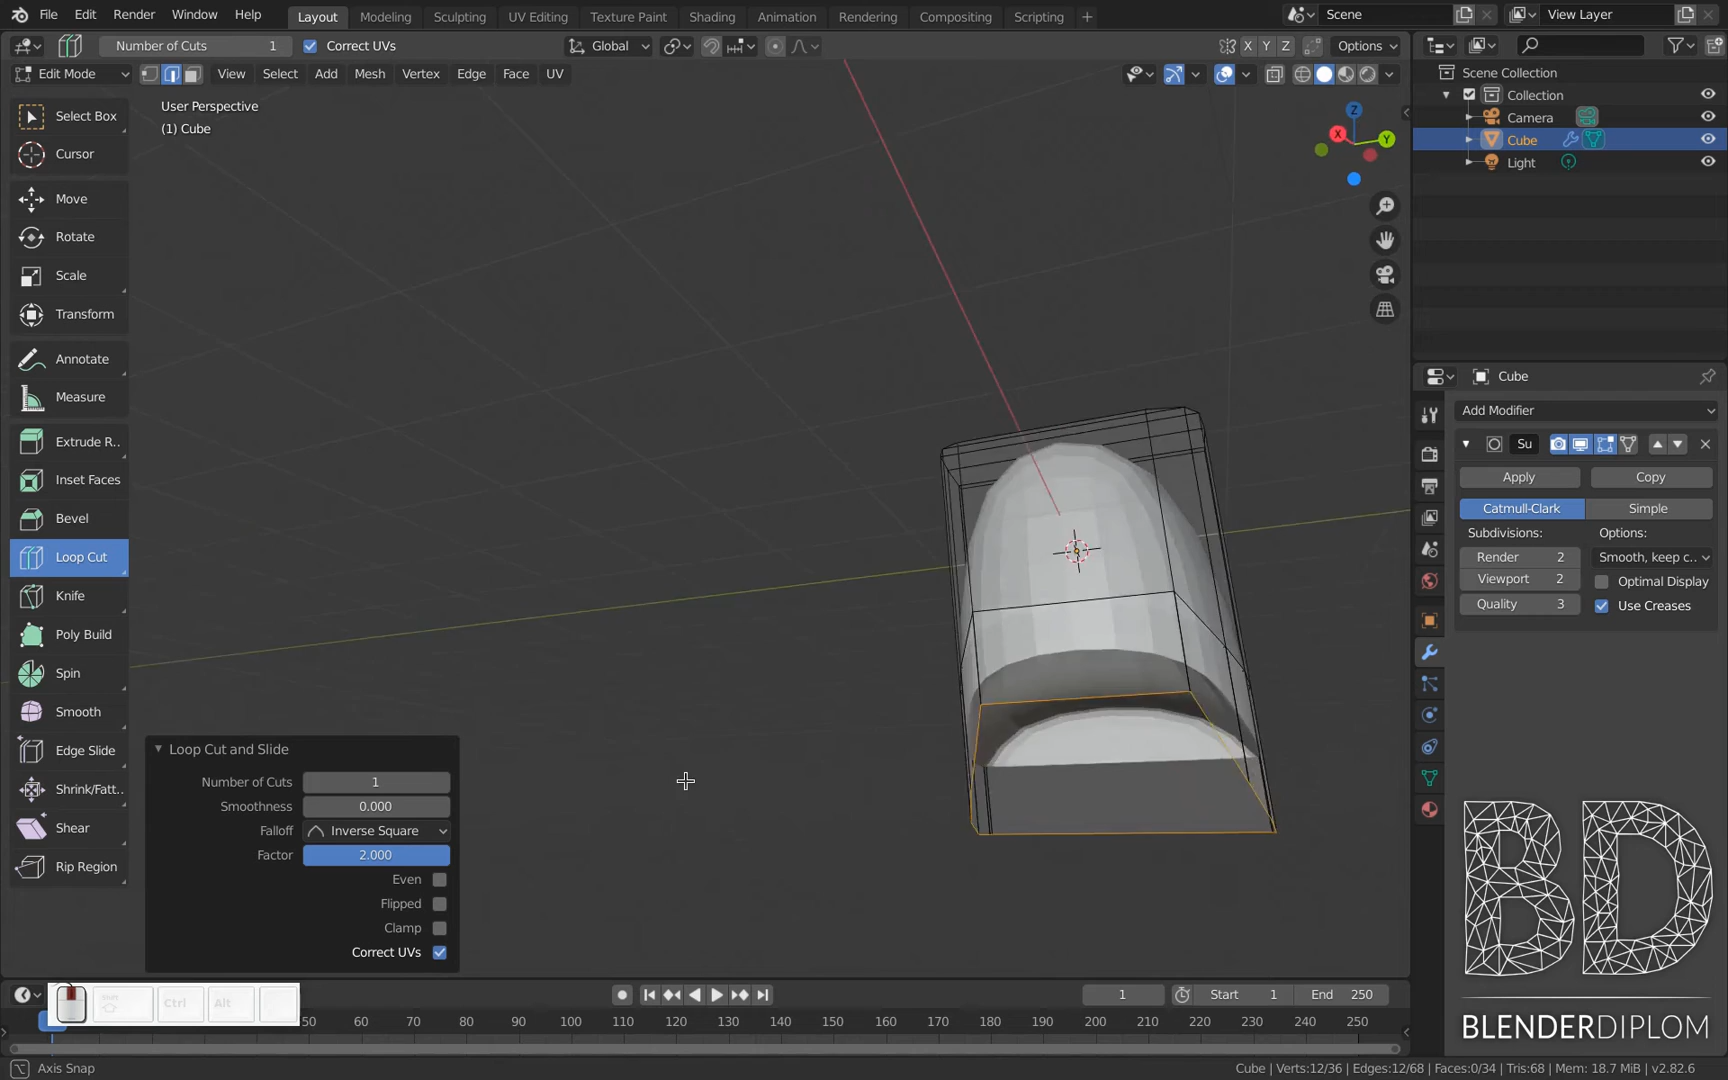 File Edit Render Window Help Layout Modeling Sculpting UV Editing Texture Paint Shading Animation Rendering Compositing Scripting + Scene View Layer
Number of Cuts 1 Correct UVs Global X Y Z Options
Edit Mode View Select Add Mesh Vertex Edge Face UV
User Perspective
(1) Cube
Select Box
Cursor
Move
Rotate
Scale
Transform
Annotate
Measure
Extrude R..
Inset Faces
Bevel
Loop Cut
Knife
Poly Build
Spin
Smooth
Edge Slide
Shrink/Fatt..
Shear
Rip Region
Z
X
Y
Loop Cut and Slide
Number of Cuts 1
Smoothness 0.000
Falloff Inverse Square
Factor 2.000
Even
Flipped
Clamp
Correct UVs
Scene Collection
Collection
Camera
Cube
Light
Cube
Add Modifier
Su
Apply Copy
Catmull-Clark Simple
Subdivisions: Options:
Render 2 Smooth, keep c..
Viewport 2 Optimal Display
Quality 3 Use Creases
BD
BLENDERDIPLOM
Shift Ctrl Alt
1 Start 1 End 250
50 60 70 80 90 100 110 120 130 140 150 160 170 180 190 200 210 220 230 240 250
Axis Snap
Cube | Verts:12/36 | Edges:12/68 | Faces:0/34 | Tris:68 | Mem: 18.7 MiB | v2.82.6